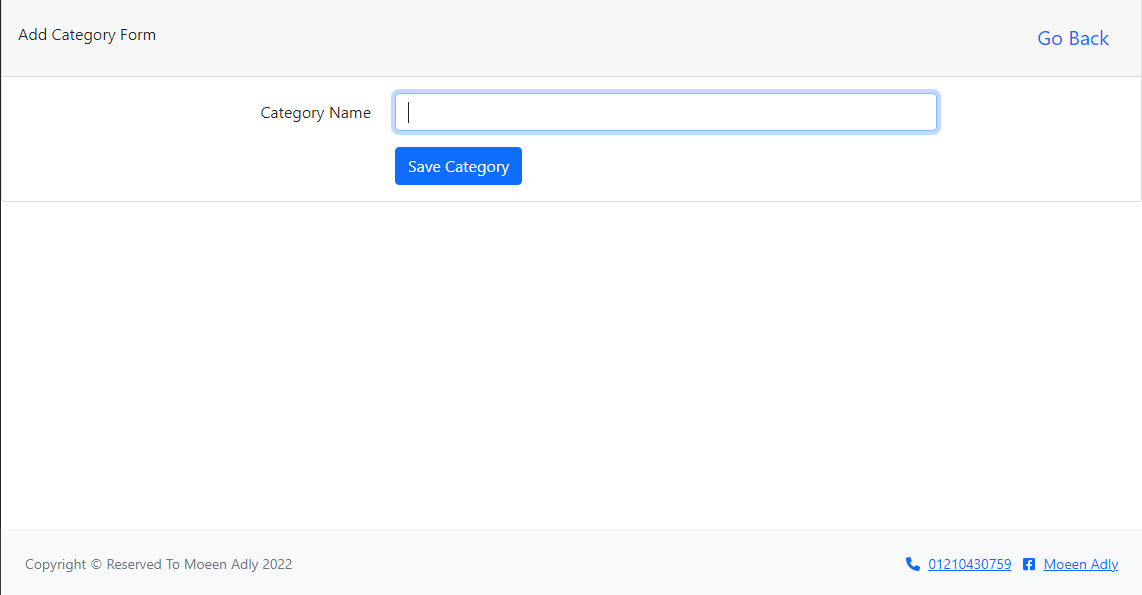 Add Category Form
Go Back
Category Name
Save Category
Copyright © Reserved To Moeen Adly 2022
01210430759 Moeen Adly